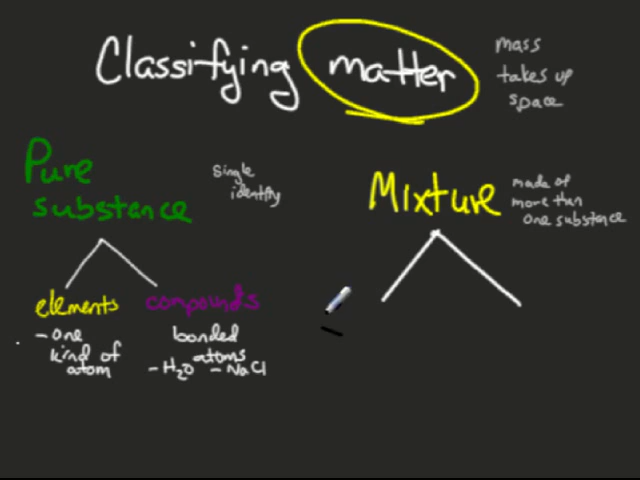 Classifying matter
mass
takes up
space
Pure
substance
single
identity
Mixture
made of
more than
one substance
elements
- one
kind of
atom
compounds
bonded
atoms
- H₂O - NaCl